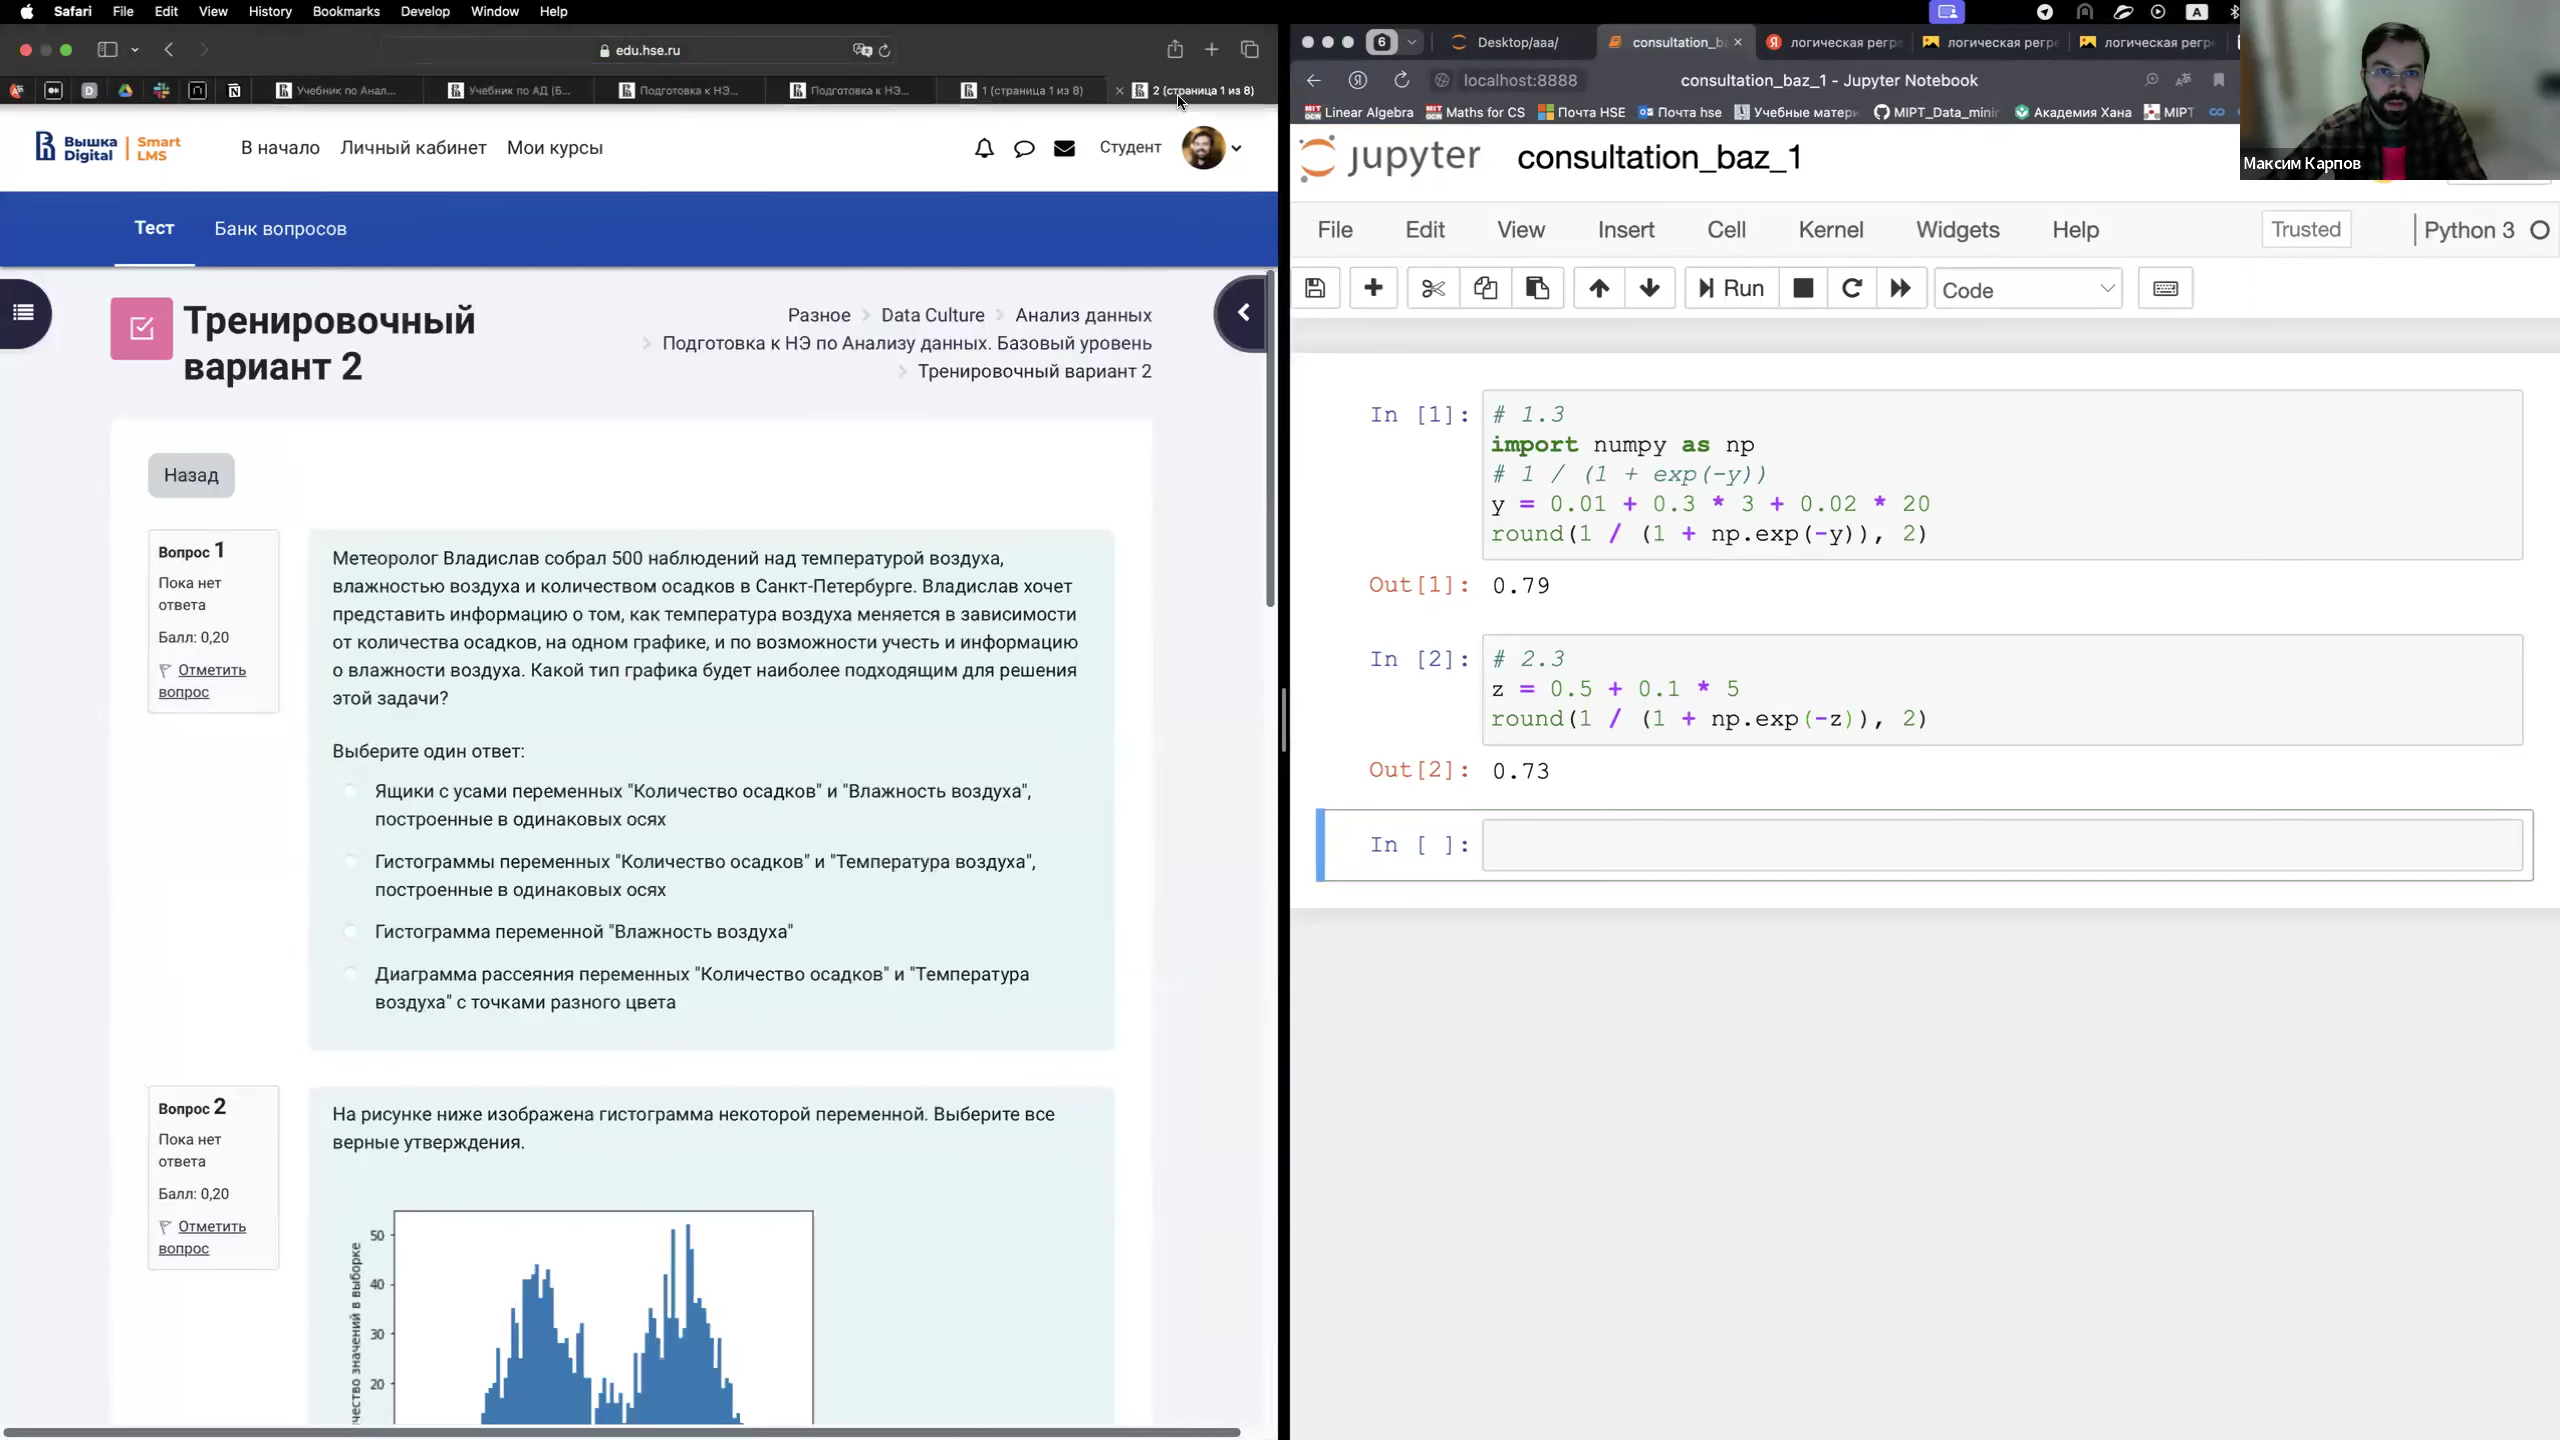 Safari File Edit View History Bookmarks Develop Window Help
edu.hse.ru
Учебник по Анал...
Учебник по АД (Б...
Подготовка к НЭ...
Подготовка к НЭ...
1 (страница 1 из 8)
2 (страница 1 из 8)
Вышка Digital Smart LMS
В начало Личный кабинет Мои курсы
Студент
Тест Банк вопросов
Тренировочный
вариант 2
Разное Data Culture Анализ данных
Подготовка к НЭ по Анализу данных. Базовый уровень
Тренировочный вариант 2
Назад
Вопрос 1
Пока нет
ответа
Балл: 0,20
Отметить
вопрос
Метеоролог Владислав собрал 500 наблюдений над температурой воздуха,
влажностью воздуха и количеством осадков в Санкт-Петербурге. Владислав хочет
представить информацию о том, как температура воздуха меняется в зависимости
от количества осадков, на одном графике, и по возможности учесть и информацию
о влажности воздуха. Какой тип графика будет наиболее подходящим для решения
этой задачи?
Выберите один ответ:
Ящики с усами переменных "Количество осадков" и "Влажность воздуха",
построенные в одинаковых осях
Гистограммы переменных "Количество осадков" и "Температура воздуха",
построенные в одинаковых осях
Гистограмма переменной "Влажность воздуха"
Диаграмма рассеяния переменных "Количество осадков" и "Температура
воздуха" с точками разного цвета
Вопрос 2
Пока нет
ответа
Балл: 0,20
Отметить
вопрос
На рисунке ниже изображена гистограмма некоторой переменной. Выберите все
верные утверждения.
50
40
30
20
значений в выборке
6
Desktop/aaa/
consultation_b
логическая регр
логическая регр
логическая регр
localhost:8888
consultation_baz_1 - Jupyter Notebook
Linear Algebra Maths for CS Почта HSE Почта hse Учебные матери MIPT_Data_mini Академия Хана MIPT
Максим Карпов
jupyter consultation_baz_1
File Edit View Insert Cell Kernel Widgets Help
Trusted
Python 3
Run
Code
In [1]:
# 1.3
import numpy as np
# 1 / (1 + exp(-y))
y = 0.01 + 0.3 * 3 + 0.02 * 20
round(1 / (1 + np.exp(-y)), 2)
Out[1]: 0.79
In [2]:
# 2.3
z = 0.5 + 0.1 * 5
round(1 / (1 + np.exp(-z)), 2)
Out[2]: 0.73
In [ ]: